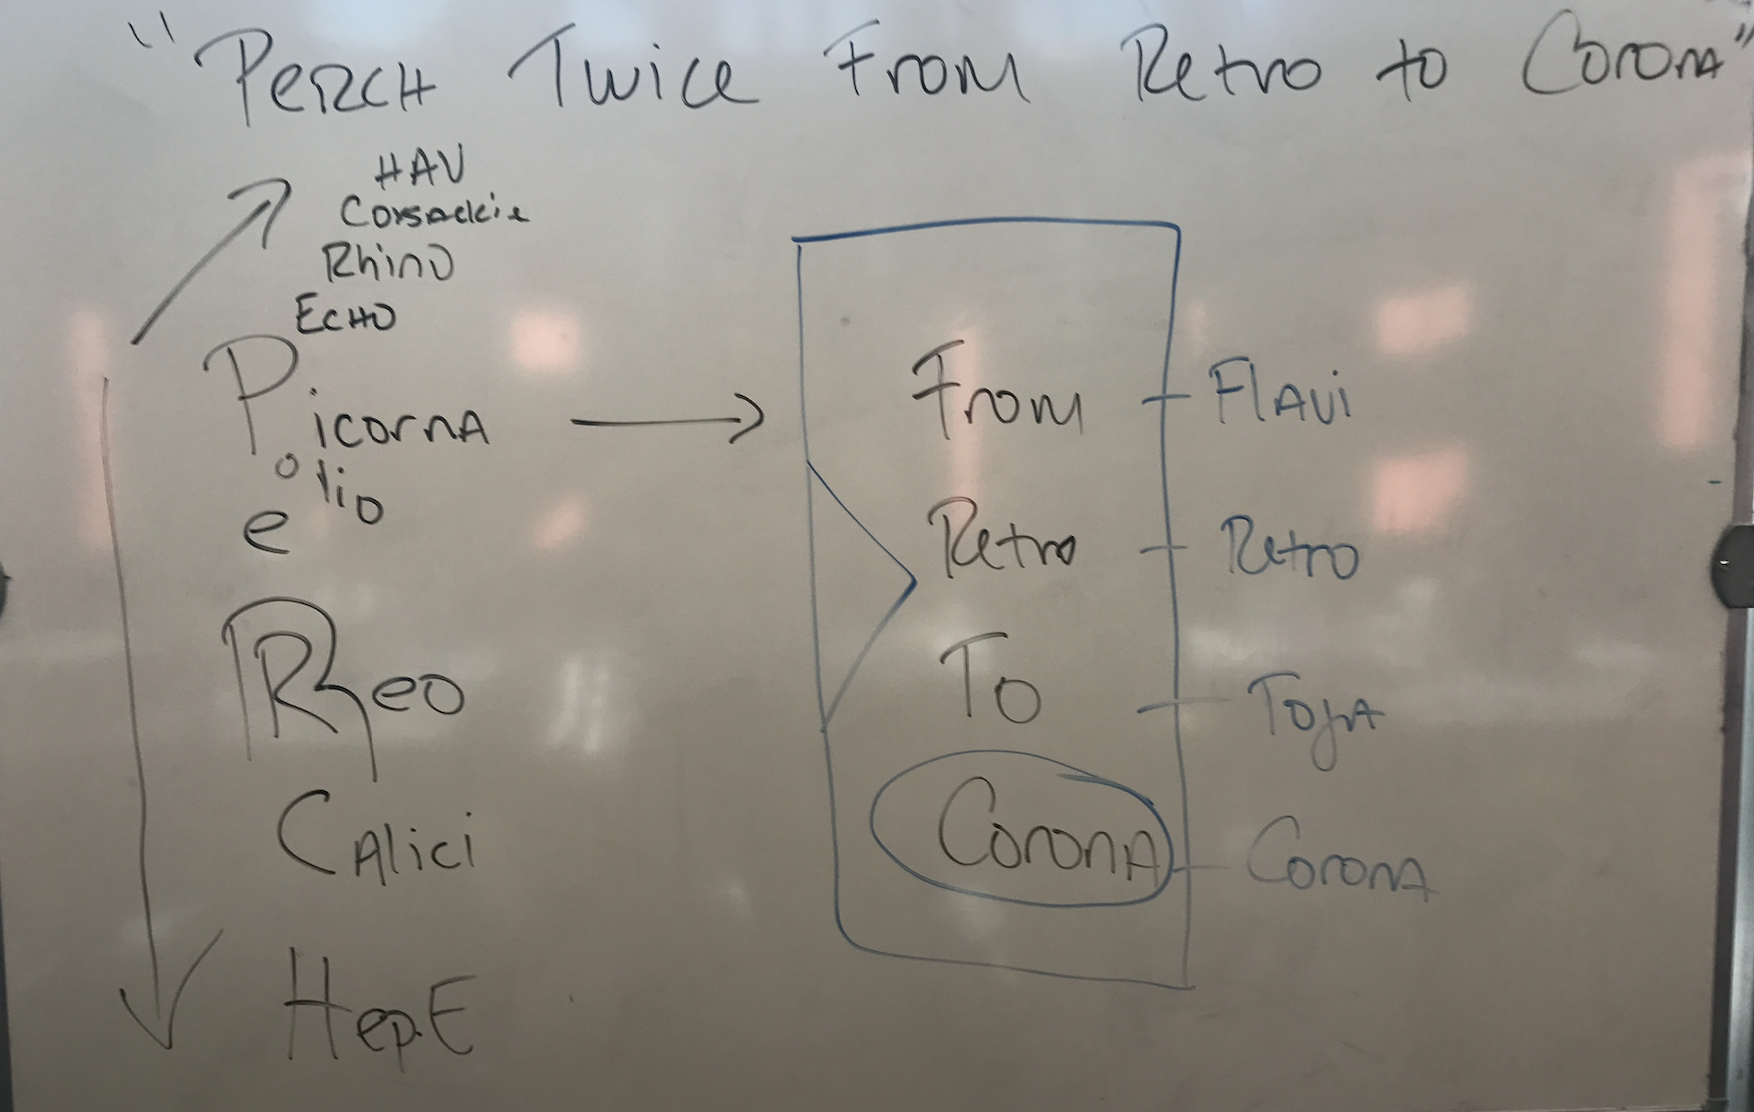 "PERCH Twice From Retro to Corona"
HAV
Coxsackie
Rhino
ECHO
Picorna
Polio
e
Rheo
Calici
HepE
From - Flavi
Retro - Retro
To - Toga
Corona - Corona